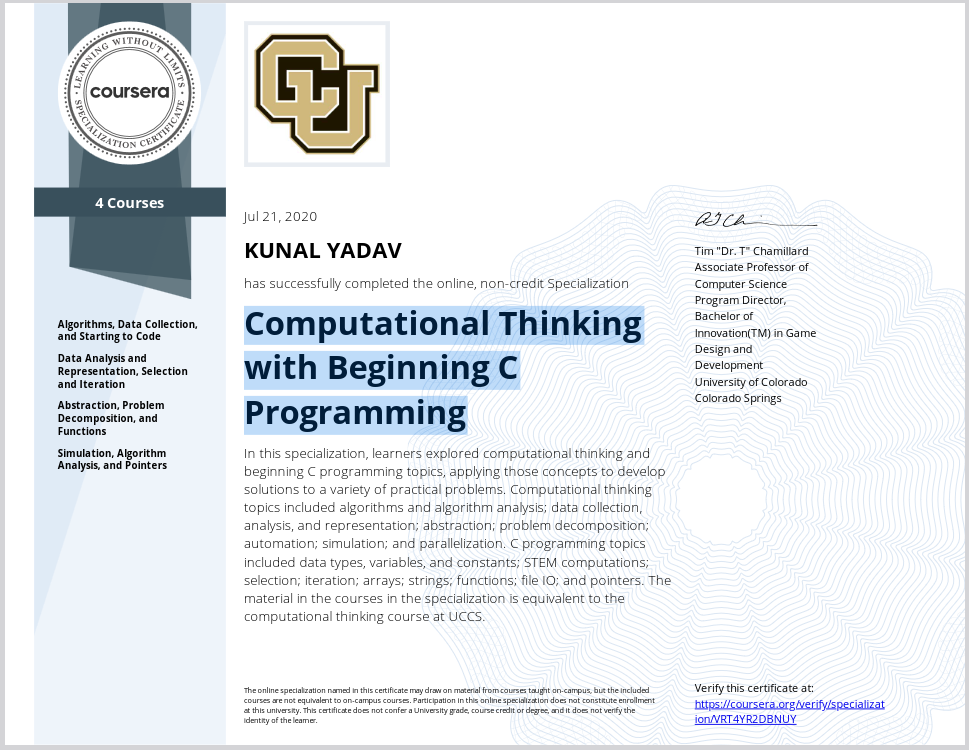 LEARNING WITHOUT LIMITS
coursera
SPECIALIZATION CERTIFICATE
CU
4 Courses
Algorithms, Data Collection,
and Starting to Code
Data Analysis and
Representation, Selection
and Iteration
Abstraction, Problem
Decomposition, and
Functions
Simulation, Algorithm
Analysis, and Pointers
Jul 21, 2020
KUNAL YADAV
has successfully completed the online, non-credit Specialization
Computational Thinking
with Beginning C
Programming
In this specialization, learners explored computational thinking and
beginning C programming topics, applying those concepts to develop
solutions to a variety of practical problems. Computational thinking
topics included algorithms and algorithm analysis; data collection,
analysis, and representation; abstraction; problem decomposition;
automation; simulation; and parallelization. C programming topics
included data types, variables, and constants; STEM computations;
selection; iteration; arrays; strings; functions; file IO; and pointers. The
material in the courses in the specialization is equivalent to the
computational thinking course at UCCS.
Tim "Dr. T" Chamillard
Associate Professor of
Computer Science
Program Director,
Bachelor of
Innovation(TM) in Game
Design and
Development
University of Colorado
Colorado Springs
The online specialization named in this certificate may draw on material from courses taught on-campus, but the included
courses are not equivalent to on-campus courses. Participation in this online specialization does not constitute enrollment
at this university. This certificate does not confer a University grade, course credit or degree, and it does not verify the
identity of the learner.
Verify this certificate at:
https://coursera.org/verify/specializat
ion/VRT4YR2DBNUY